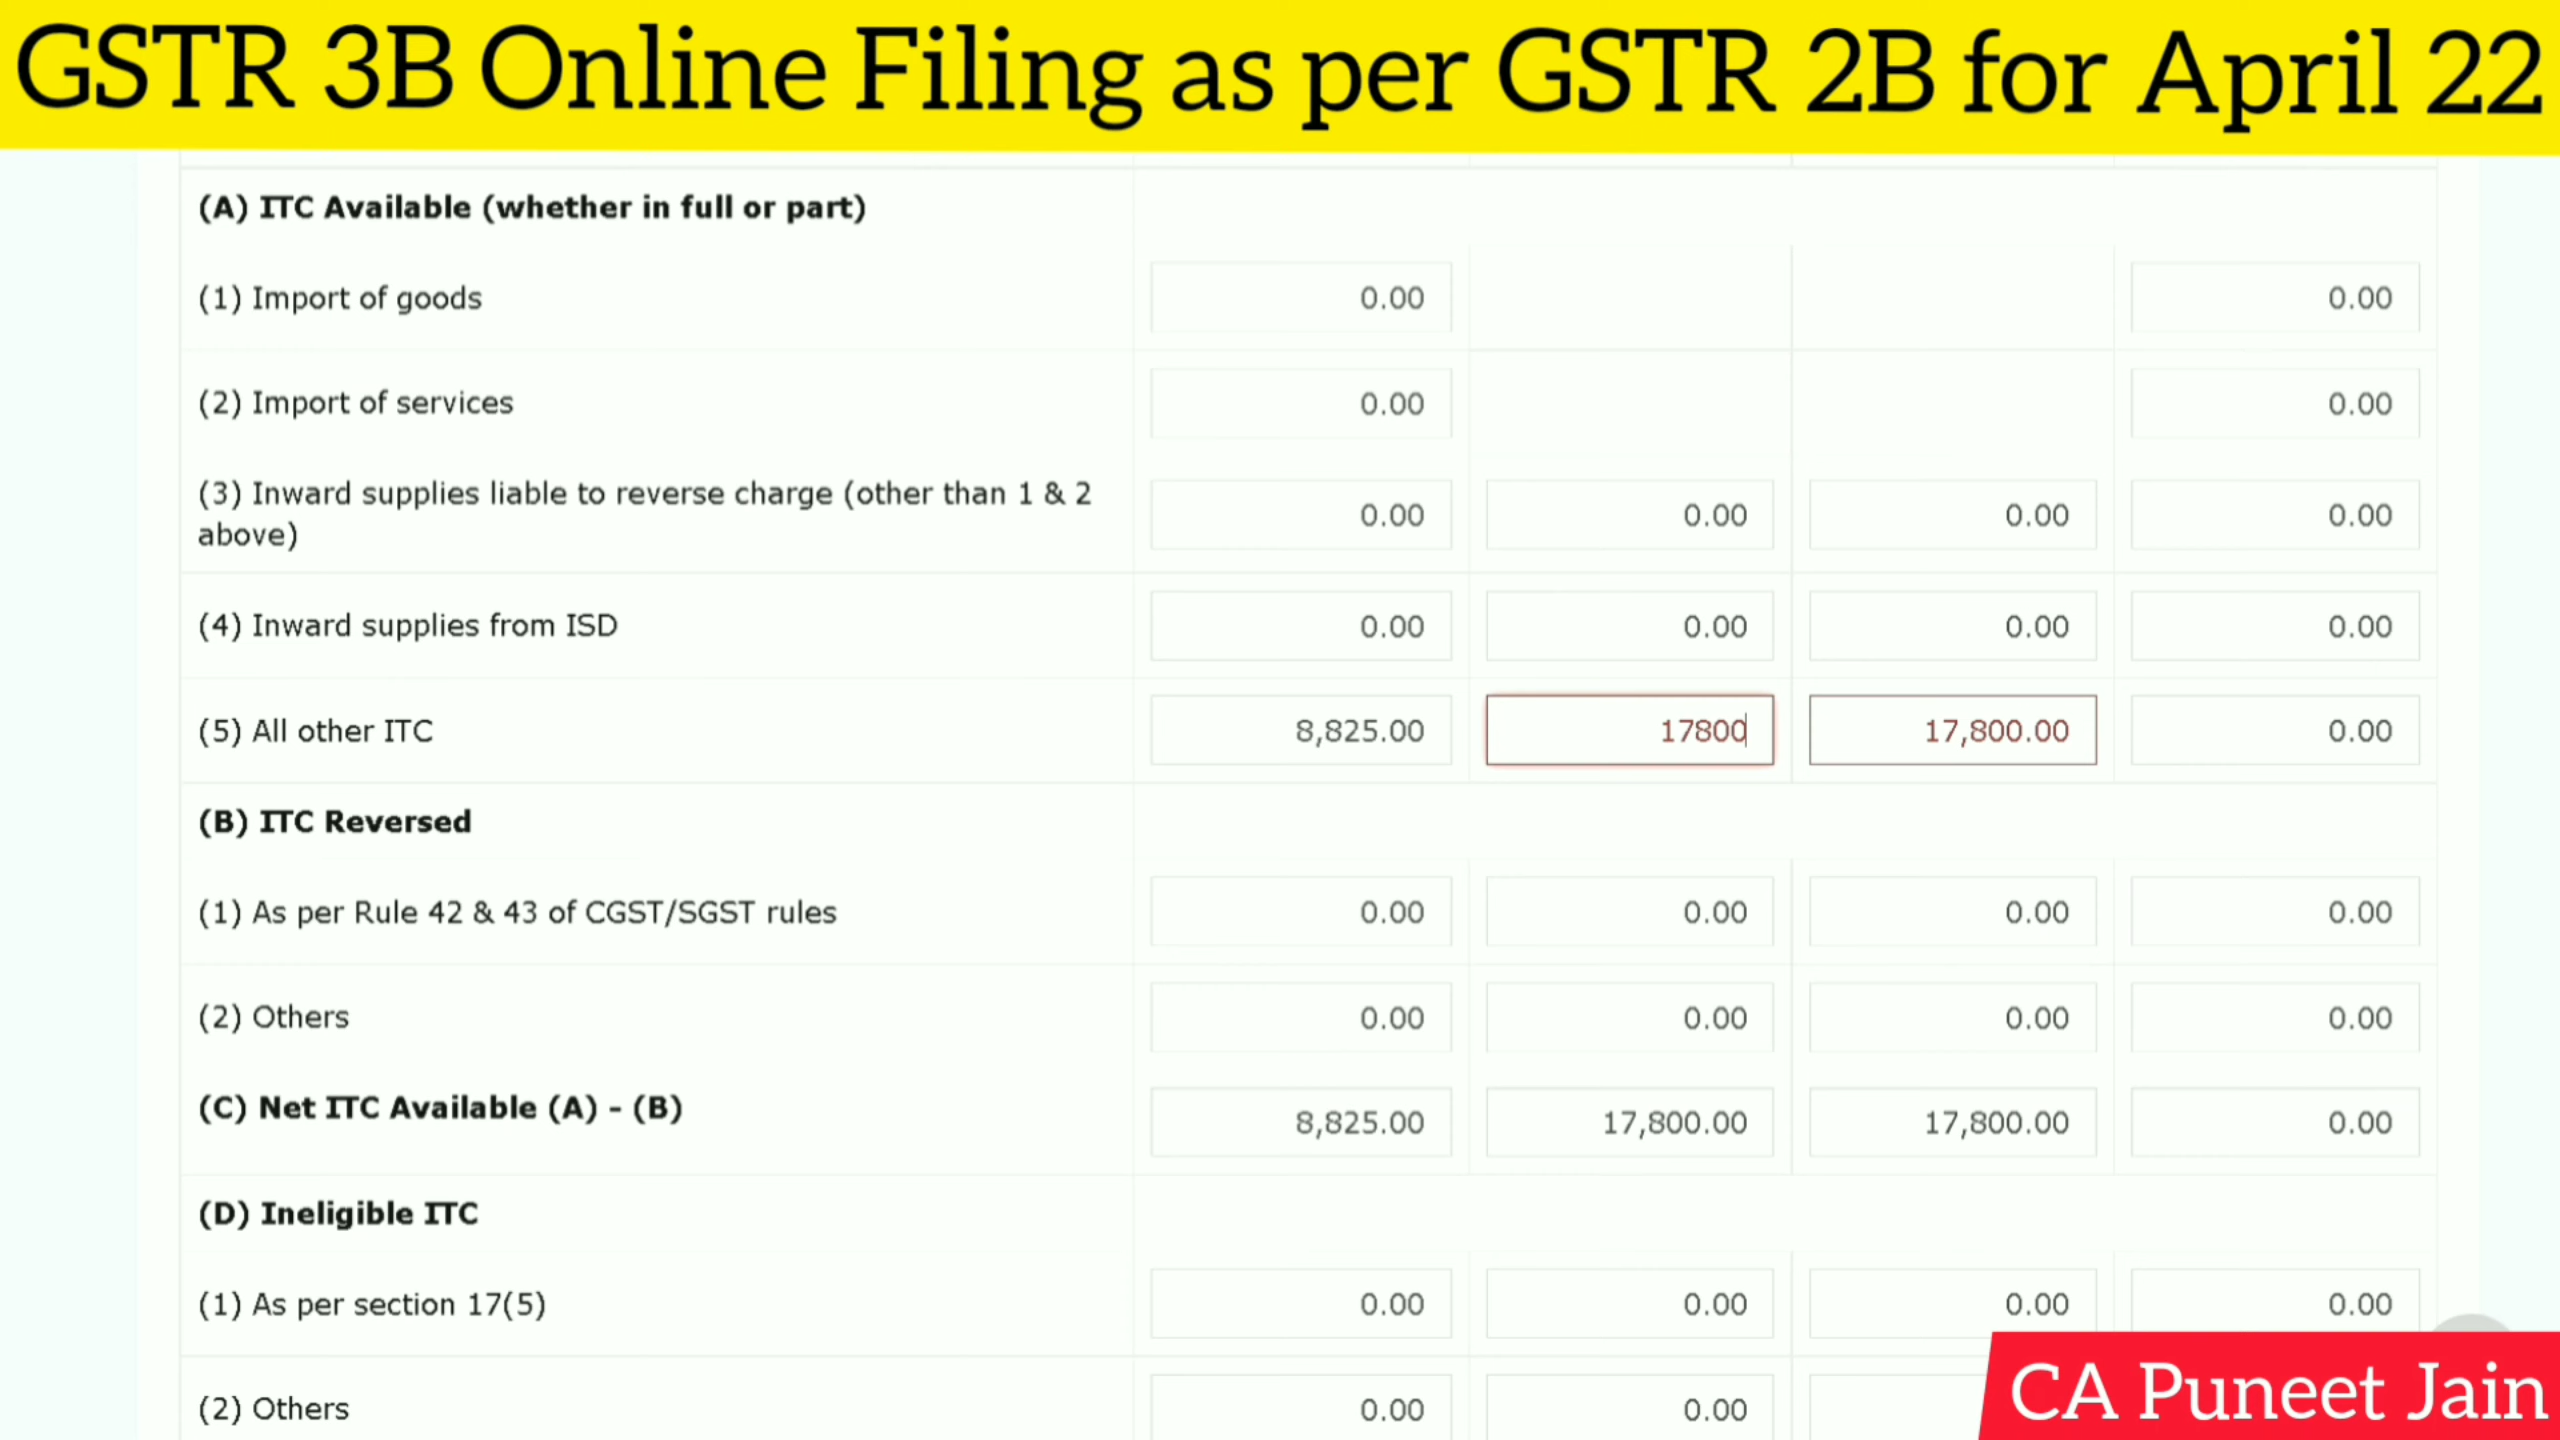 GSTR 3B Online Filing as per GSTR 2B for April 22
(A) ITC Available (whether in full or part)
(1) Import of goods 0.00 0.00
(2) Import of services 0.00 0.00
(3) Inward supplies liable to reverse charge (other than 1 & 2
above) 0.00 0.00 0.00 0.00
(4) Inward supplies from ISD 0.00 0.00 0.00 0.00
(5) All other ITC 8,825.00 17800 17,800.00 0.00
(B) ITC Reversed
(1) As per Rule 42 & 43 of CGST/SGST rules 0.00 0.00 0.00 0.00
(2) Others 0.00 0.00 0.00 0.00
(C) Net ITC Available (A) - (B) 8,825.00 17,800.00 17,800.00 0.00
(D) Ineligible ITC
(1) As per section 17(5) 0.00 0.00 0.00 0.00
(2) Others 0.00 0.00
CA Puneet Jain